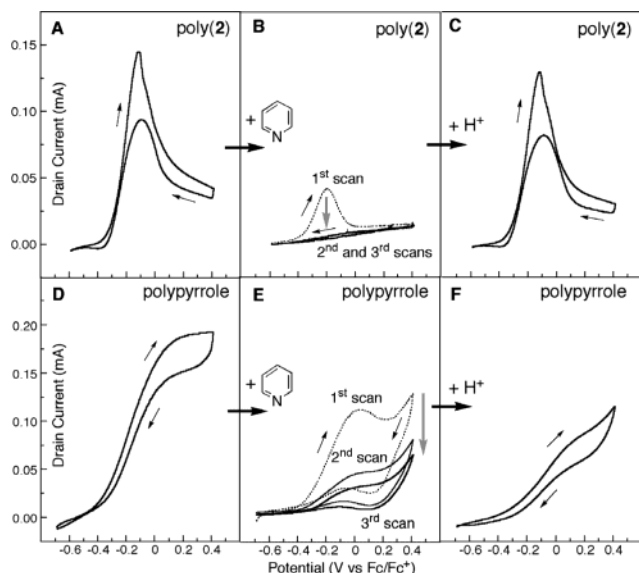 A poly(2)
B poly(2)
C poly(2)
Drain Current (mA)
0.15
0.10
0.05
0.00
+
N
1st scan
2nd and 3rd scans
+ H+
D polypyrrole
E polypyrrole
F polypyrrole
Drain Current (mA)
0.20
0.15
0.10
0.05
0.00
+
N
1st scan
2nd scan
3rd scan
+ H+
-0.6 -0.4 -0.2 0 0.2 0.4
-0.6 -0.4 -0.2 0 0.2 0.4
-0.6 -0.4 -0.2 0 0.2 0.4
Potential (V vs Fc/Fc+)